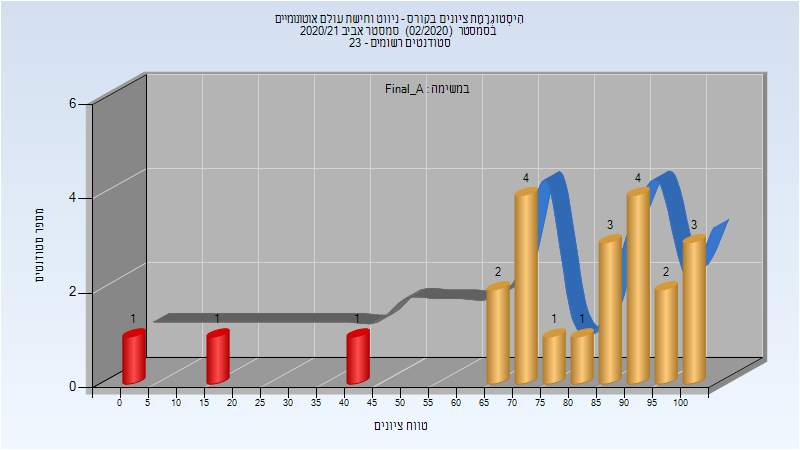 היסטוגרמת ציונים בקורס - ניווט וחישת עולם אוטונומיים
בסמסטר (02/2020) סמסטר אביב 2020/21
סטודנטים רשומים - 23
במשימה : Final_A
6
4
2
0
מספר סטודנטים
1
1
1
2
4
1
1
3
4
2
3
0 5 10 15 20 25 30 35 40 45 50 55 60 65 70 75 80 85 90 95 100
טווח ציונים